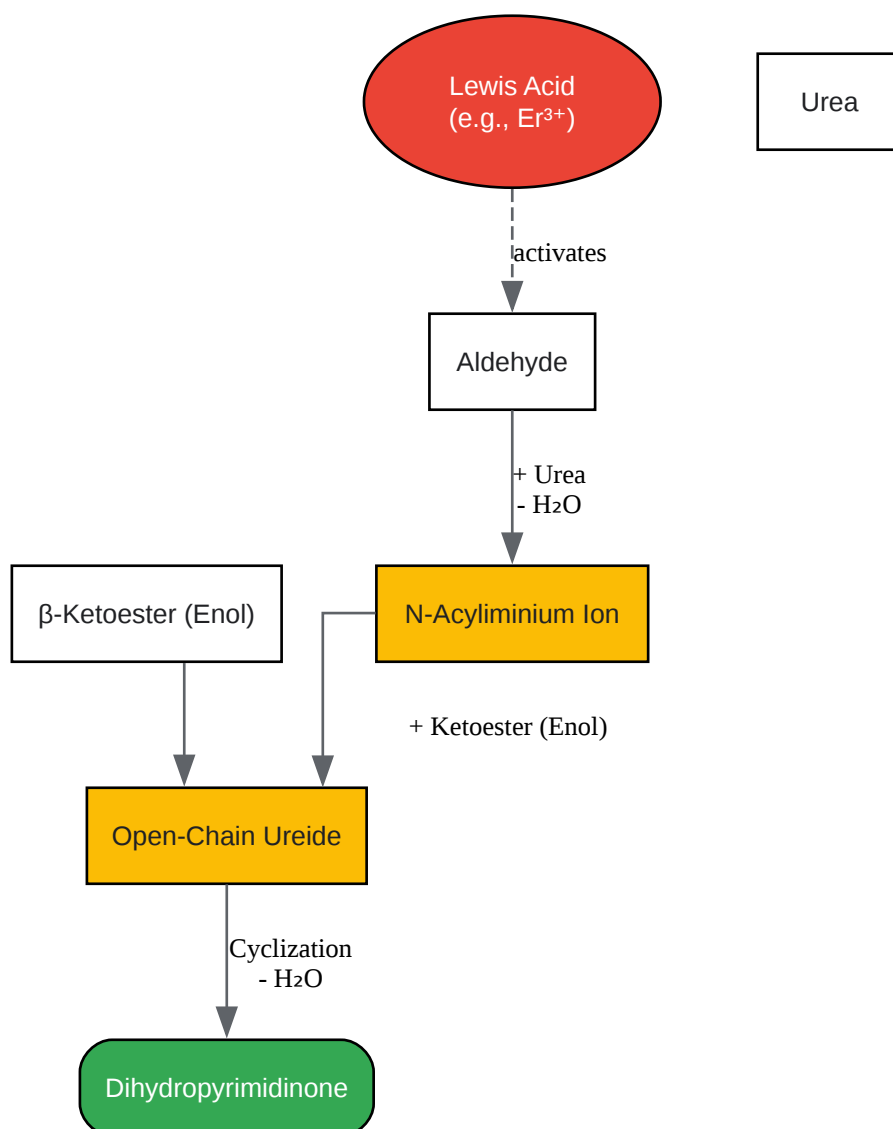 Lewis Acid
(e.g., Er³⁺)
Urea
activates
Aldehyde
+ Urea
- H₂O
β-Ketoester (Enol)
N-Acyliminium Ion
+ Ketoester (Enol)
Open-Chain Ureide
Cyclization
- H₂O
Dihydropyrimidinone